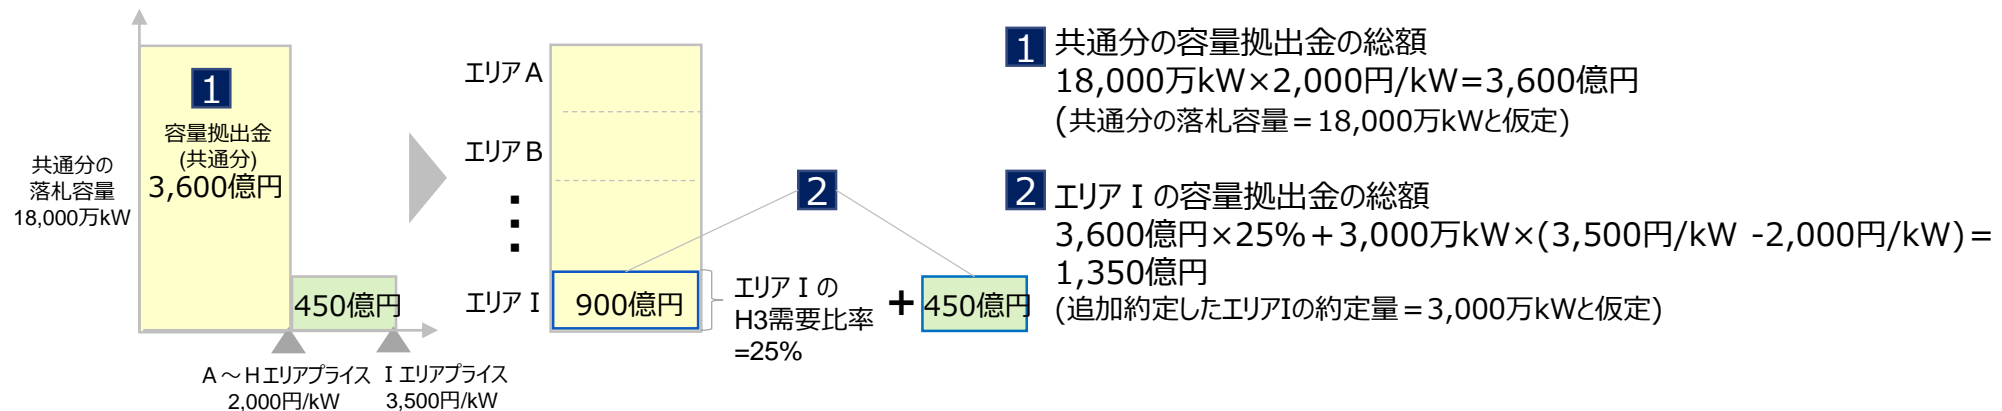 1
容量拠出金
(共通分)
3,600億円
共通分の
落札容量
18,000万kW
450億円
A～Hエリアプライス
2,000円/kW
Ⅰエリアプライス
3,500円/kW
エリアA
エリアB
エリアⅠ
900億円
エリアⅠの
H3需要比率
=25%
2
+
450億円
1 共通分の容量拠出金の総額
18,000万kW×2,000円/kW=3,600億円
(共通分の落札容量＝18,000万kWと仮定)
2 エリアⅠの容量拠出金の総額
3,600億円×25%＋3,000万kW×(3,500円/kW -2,000円/kW)＝
1,350億円
(追加約定したエリアIの約定量＝3,000万kWと仮定)